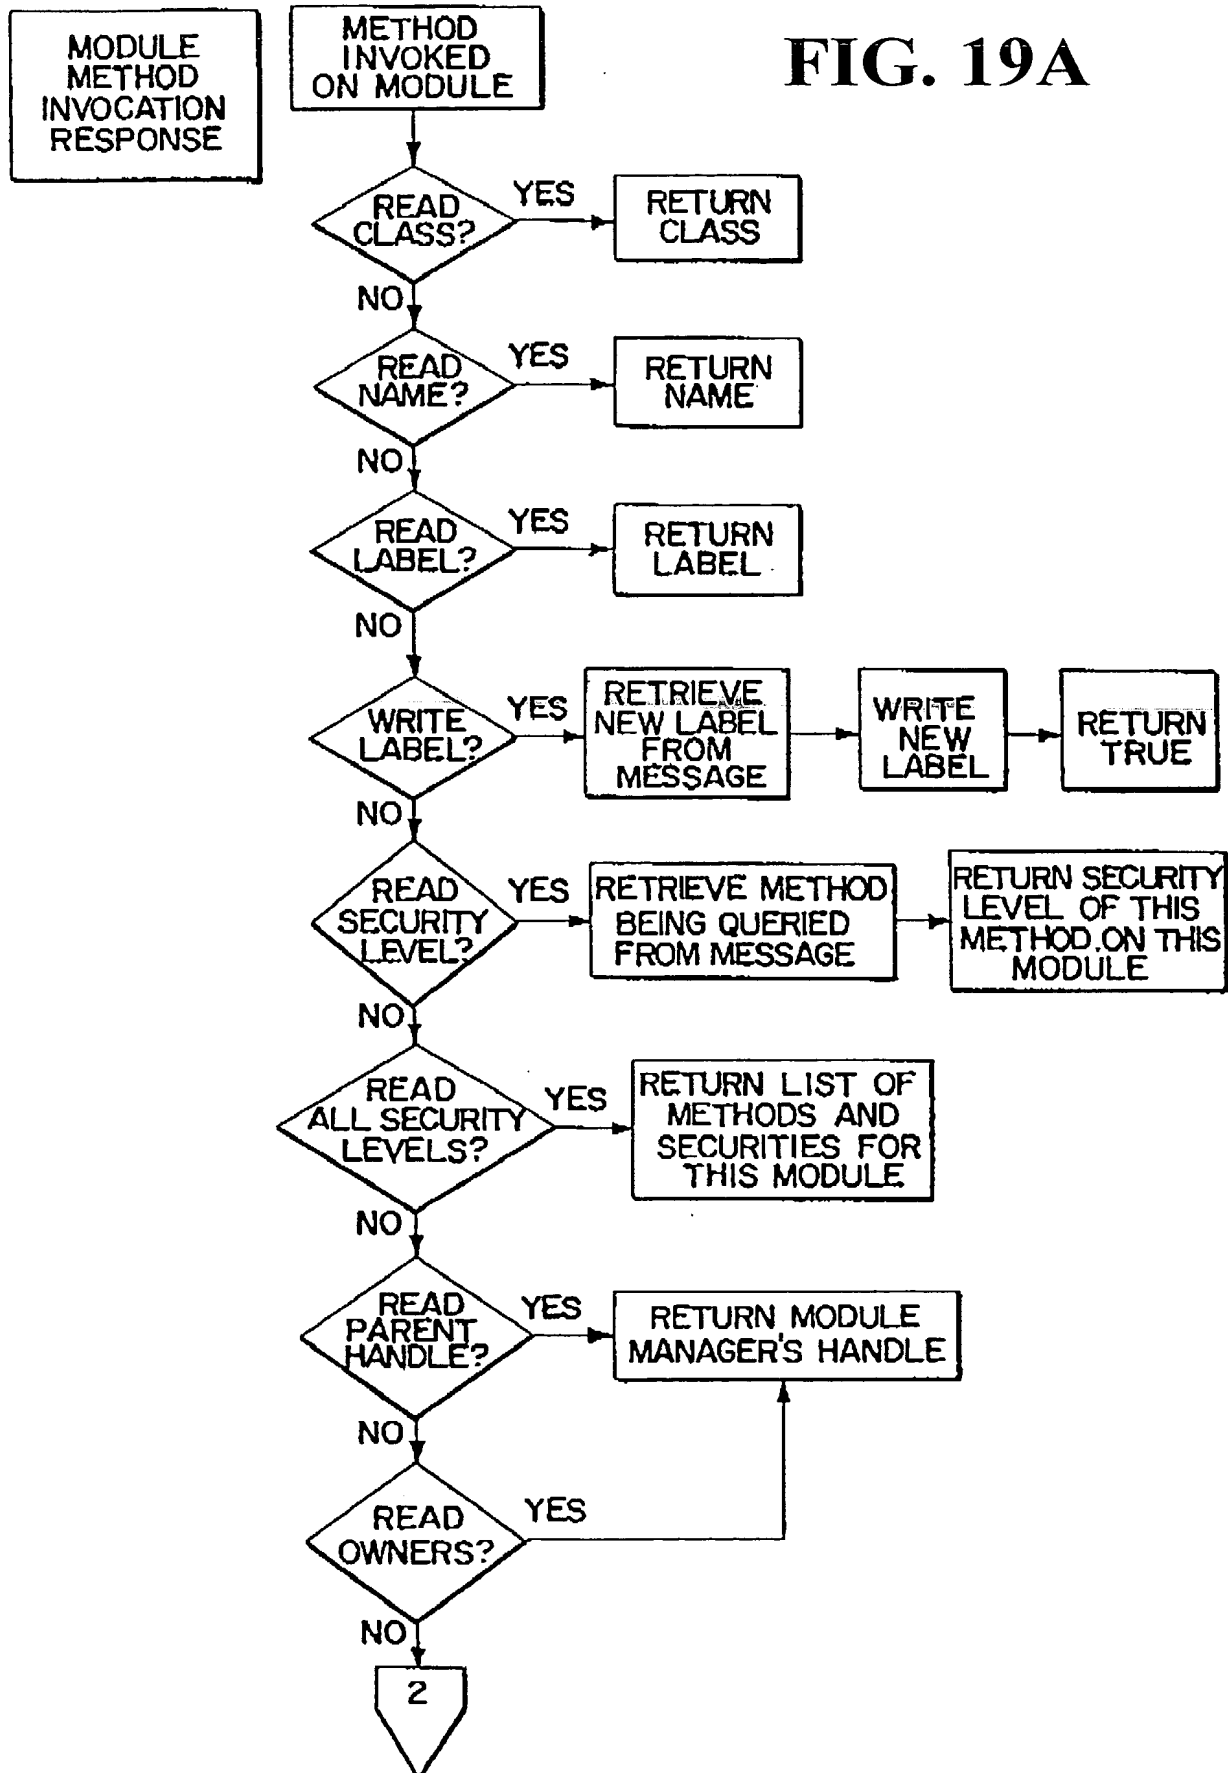 MODULE
METHOD
INVOCATION
RESPONSE
METHOD
INVOKED
ON MODULE
FIG. 19A
READ
CLASS?
YES
RETURN
CLASS
NO
READ
NAME?
YES
RETURN
NAME
NO
READ
LABEL?
YES
RETURN
LABEL
NO
WRITE
LABEL?
YES
RETRIEVE
NEW LABEL
FROM
MESSAGE
WRITE
NEW
LABEL
RETURN
TRUE
NO
READ
SECURITY
LEVEL?
YES
RETRIEVE METHOD
BEING QUERIED
FROM MESSAGE
RETURN SECURITY
LEVEL OF THIS
METHOD.ON THIS
MODULE
NO
READ
ALL SECURITY
LEVELS?
YES
RETURN LIST OF
METHODS AND
SECURITIES FOR
THIS MODULE
NO
READ
PARENT
HANDLE?
YES
RETURN MODULE
MANAGER'S HANDLE
NO
READ
OWNERS?
YES
NO
2